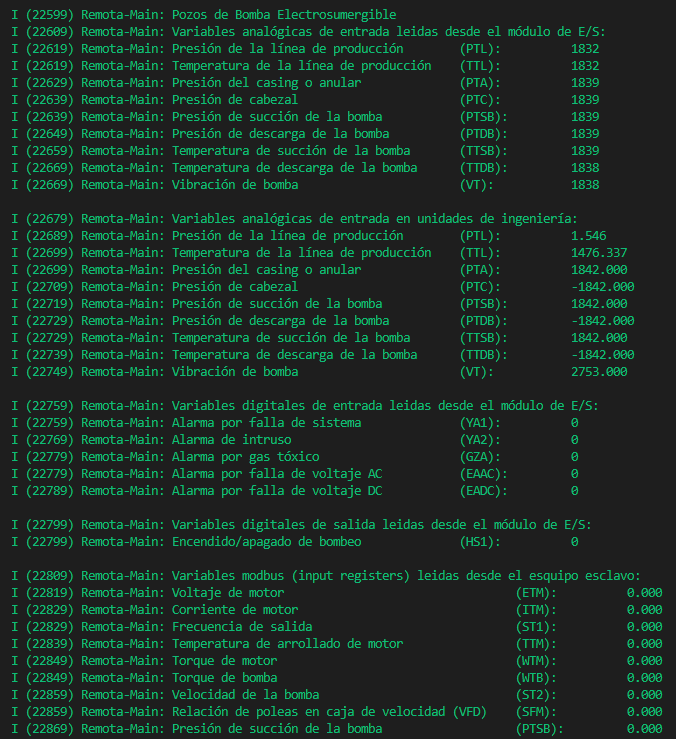 I (22599) Remota-Main: Pozos de Bomba Electrosumergible
I (22609) Remota-Main: Variables analógicas de entrada leidas desde el módulo de E/S:
I (22619) Remota-Main: Presión de la línea de producción (PTL): 1832
I (22619) Remota-Main: Temperatura de la línea de producción (TTL): 1832
I (22629) Remota-Main: Presión del casing o anular (PTA): 1839
I (22639) Remota-Main: Presión de cabezal (PTC): 1839
I (22639) Remota-Main: Presión de succión de la bomba (PTSB): 1839
I (22649) Remota-Main: Presión de descarga de la bomba (PTDB): 1839
I (22659) Remota-Main: Temperatura de succión de la bomba (TTSB): 1839
I (22669) Remota-Main: Temperatura de descarga de la bomba (TTDB): 1838
I (22669) Remota-Main: Vibración de bomba (VT): 1838
I (22679) Remota-Main: Variables analógicas de entrada en unidades de ingeniería:
I (22689) Remota-Main: Presión de la línea de producción (PTL): 1.546
I (22699) Remota-Main: Temperatura de la línea de producción (TTL): 1476.337
I (22699) Remota-Main: Presión del casing o anular (PTA): 1842.000
I (22709) Remota-Main: Presión de cabezal (PTC): -1842.000
I (22719) Remota-Main: Presión de succión de la bomba (PTSB): 1842.000
I (22729) Remota-Main: Presión de descarga de la bomba (PTDB): -1842.000
I (22729) Remota-Main: Temperatura de succión de la bomba (TTSB): 1842.000
I (22739) Remota-Main: Temperatura de descarga de la bomba (TTDB): -1842.000
I (22749) Remota-Main: Vibración de bomba (VT): 2753.000
I (22759) Remota-Main: Variables digitales de entrada leidas desde el módulo de E/S:
I (22759) Remota-Main: Alarma por falla de sistema (YA1): 0
I (22769) Remota-Main: Alarma de intruso (YA2): 0
I (22779) Remota-Main: Alarma por gas tóxico (GZA): 0
I (22779) Remota-Main: Alarma por falla de voltaje AC (EAAC): 0
I (22789) Remota-Main: Alarma por falla de voltaje DC (EADC): 0
I (22799) Remota-Main: Variables digitales de salida leidas desde el módulo de E/S:
I (22799) Remota-Main: Encendido/apagado de bombeo (HS1): 0
I (22809) Remota-Main: Variables modbus (input registers) leidas desde el esquipo esclavo:
I (22819) Remota-Main: Voltaje de motor (ETM): 0.000
I (22829) Remota-Main: Corriente de motor (ITM): 0.000
I (22829) Remota-Main: Frecuencia de salida (ST1): 0.000
I (22839) Remota-Main: Temperatura de arrollado de motor (TTM): 0.000
I (22849) Remota-Main: Torque de motor (WTM): 0.000
I (22849) Remota-Main: Torque de bomba (WTB): 0.000
I (22859) Remota-Main: Velocidad de la bomba (ST2): 0.000
I (22859) Remota-Main: Relación de poleas en caja de velocidad (VFD) (SFM): 0.000
I (22869) Remota-Main: Presión de succión de la bomba (PTSB): 0.000